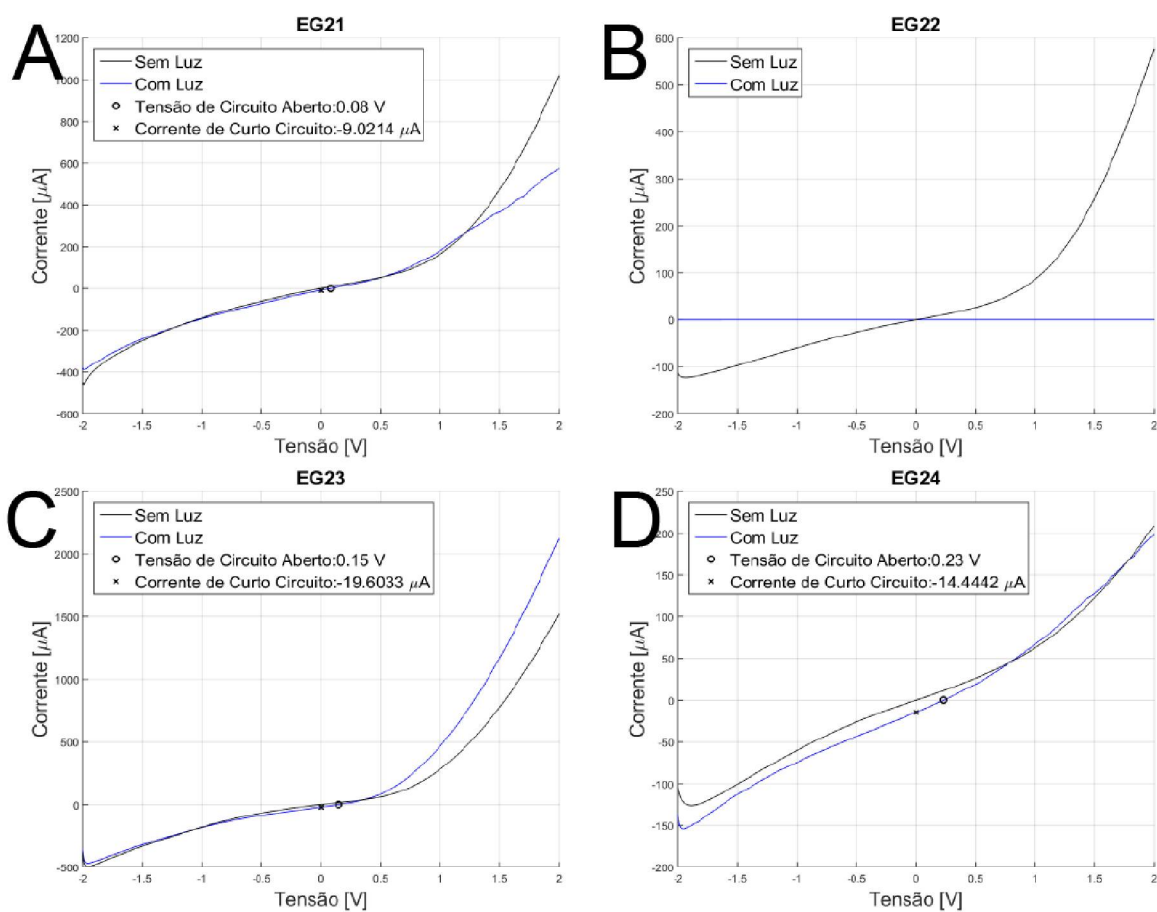 A
EG21
Sem Luz
Com Luz
Tensão de Circuito Aberto:0.08 V
Corrente de Curto Circuito:-9.0214 µA
Corrente [µA]
1200
1000
800
600
400
200
0
-200
-400
-600
-2 -1.5 -1 -0.5 0 0.5 1 1.5 2
Tensão [V]
B
EG22
Sem Luz
Com Luz
Corrente [µA]
600
500
400
300
200
100
0
-100
-200
-2 -1.5 -1 -0.5 0 0.5 1 1.5 2
Tensão [V]
C
EG23
Sem Luz
Com Luz
Tensão de Circuito Aberto:0.15 V
Corrente de Curto Circuito:-19.6033 µA
Corrente [µA]
2500
2000
1500
1000
500
0
-500
-2 -1.5 -1 -0.5 0 0.5 1 1.5 2
Tensão [V]
D
EG24
Sem Luz
Com Luz
Tensão de Circuito Aberto:0.23 V
Corrente de Curto Circuito:-14.4442 µA
Corrente [µA]
250
200
150
100
50
0
-50
-100
-150
-200
-2 -1.5 -1 -0.5 0 0.5 1 1.5 2
Tensão [V]